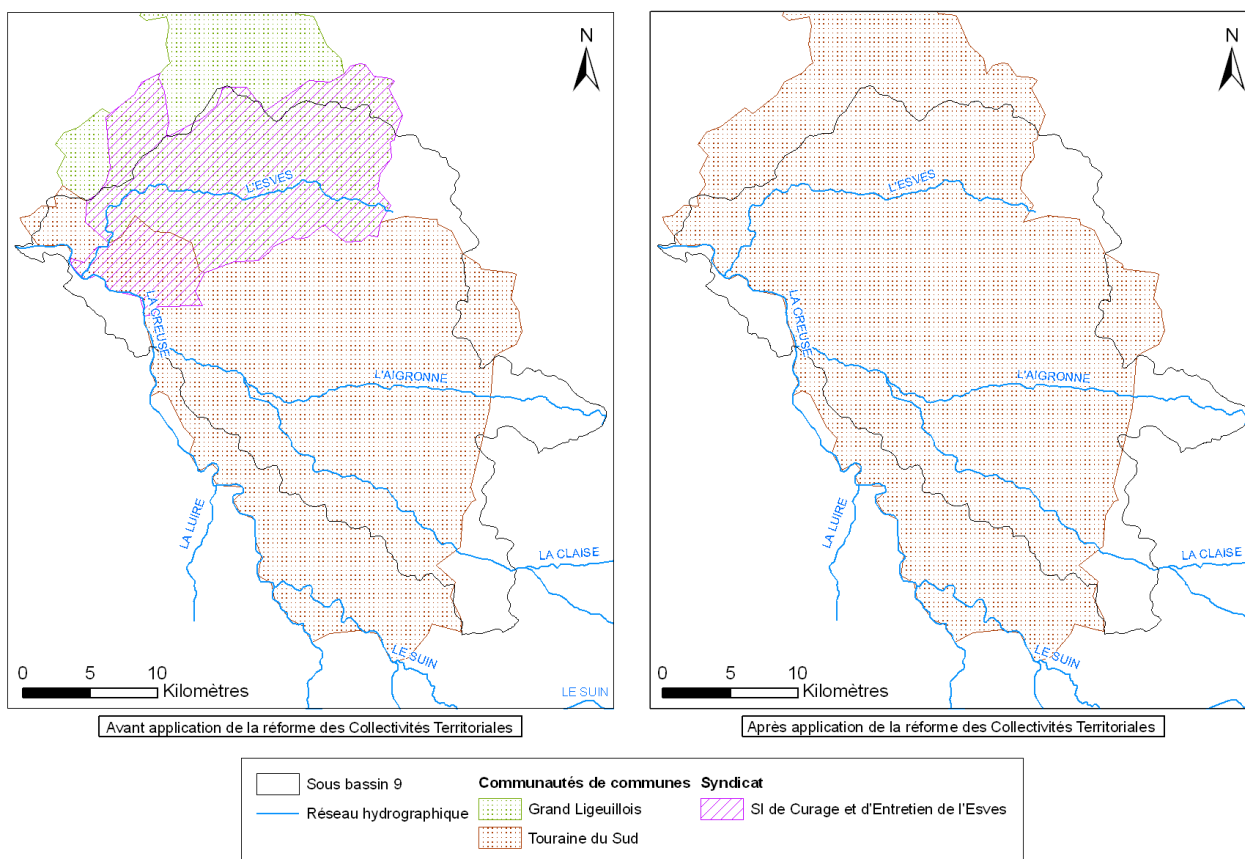 N
L'ESVES
LA CREUSE
L'AIGRONNE
LA LUIRE
LA CLAISE
LE SUIN
LE SUIN
0 5 10
Kilomètres
Avant application de la réforme des Collectivités Territoriales
N
L'ESVES
LA CREUSE
L'AIGRONNE
LA LUIRE
LA CLAISE
LE SUIN
0 5 10
Kilomètres
Après application de la réforme des Collectivités Territoriales
Sous bassin 9
Réseau hydrographique
Communautés de communes
Grand Ligeuillois
Touraine du Sud
Syndicat
SI de Curage et d'Entretien de l'Esves